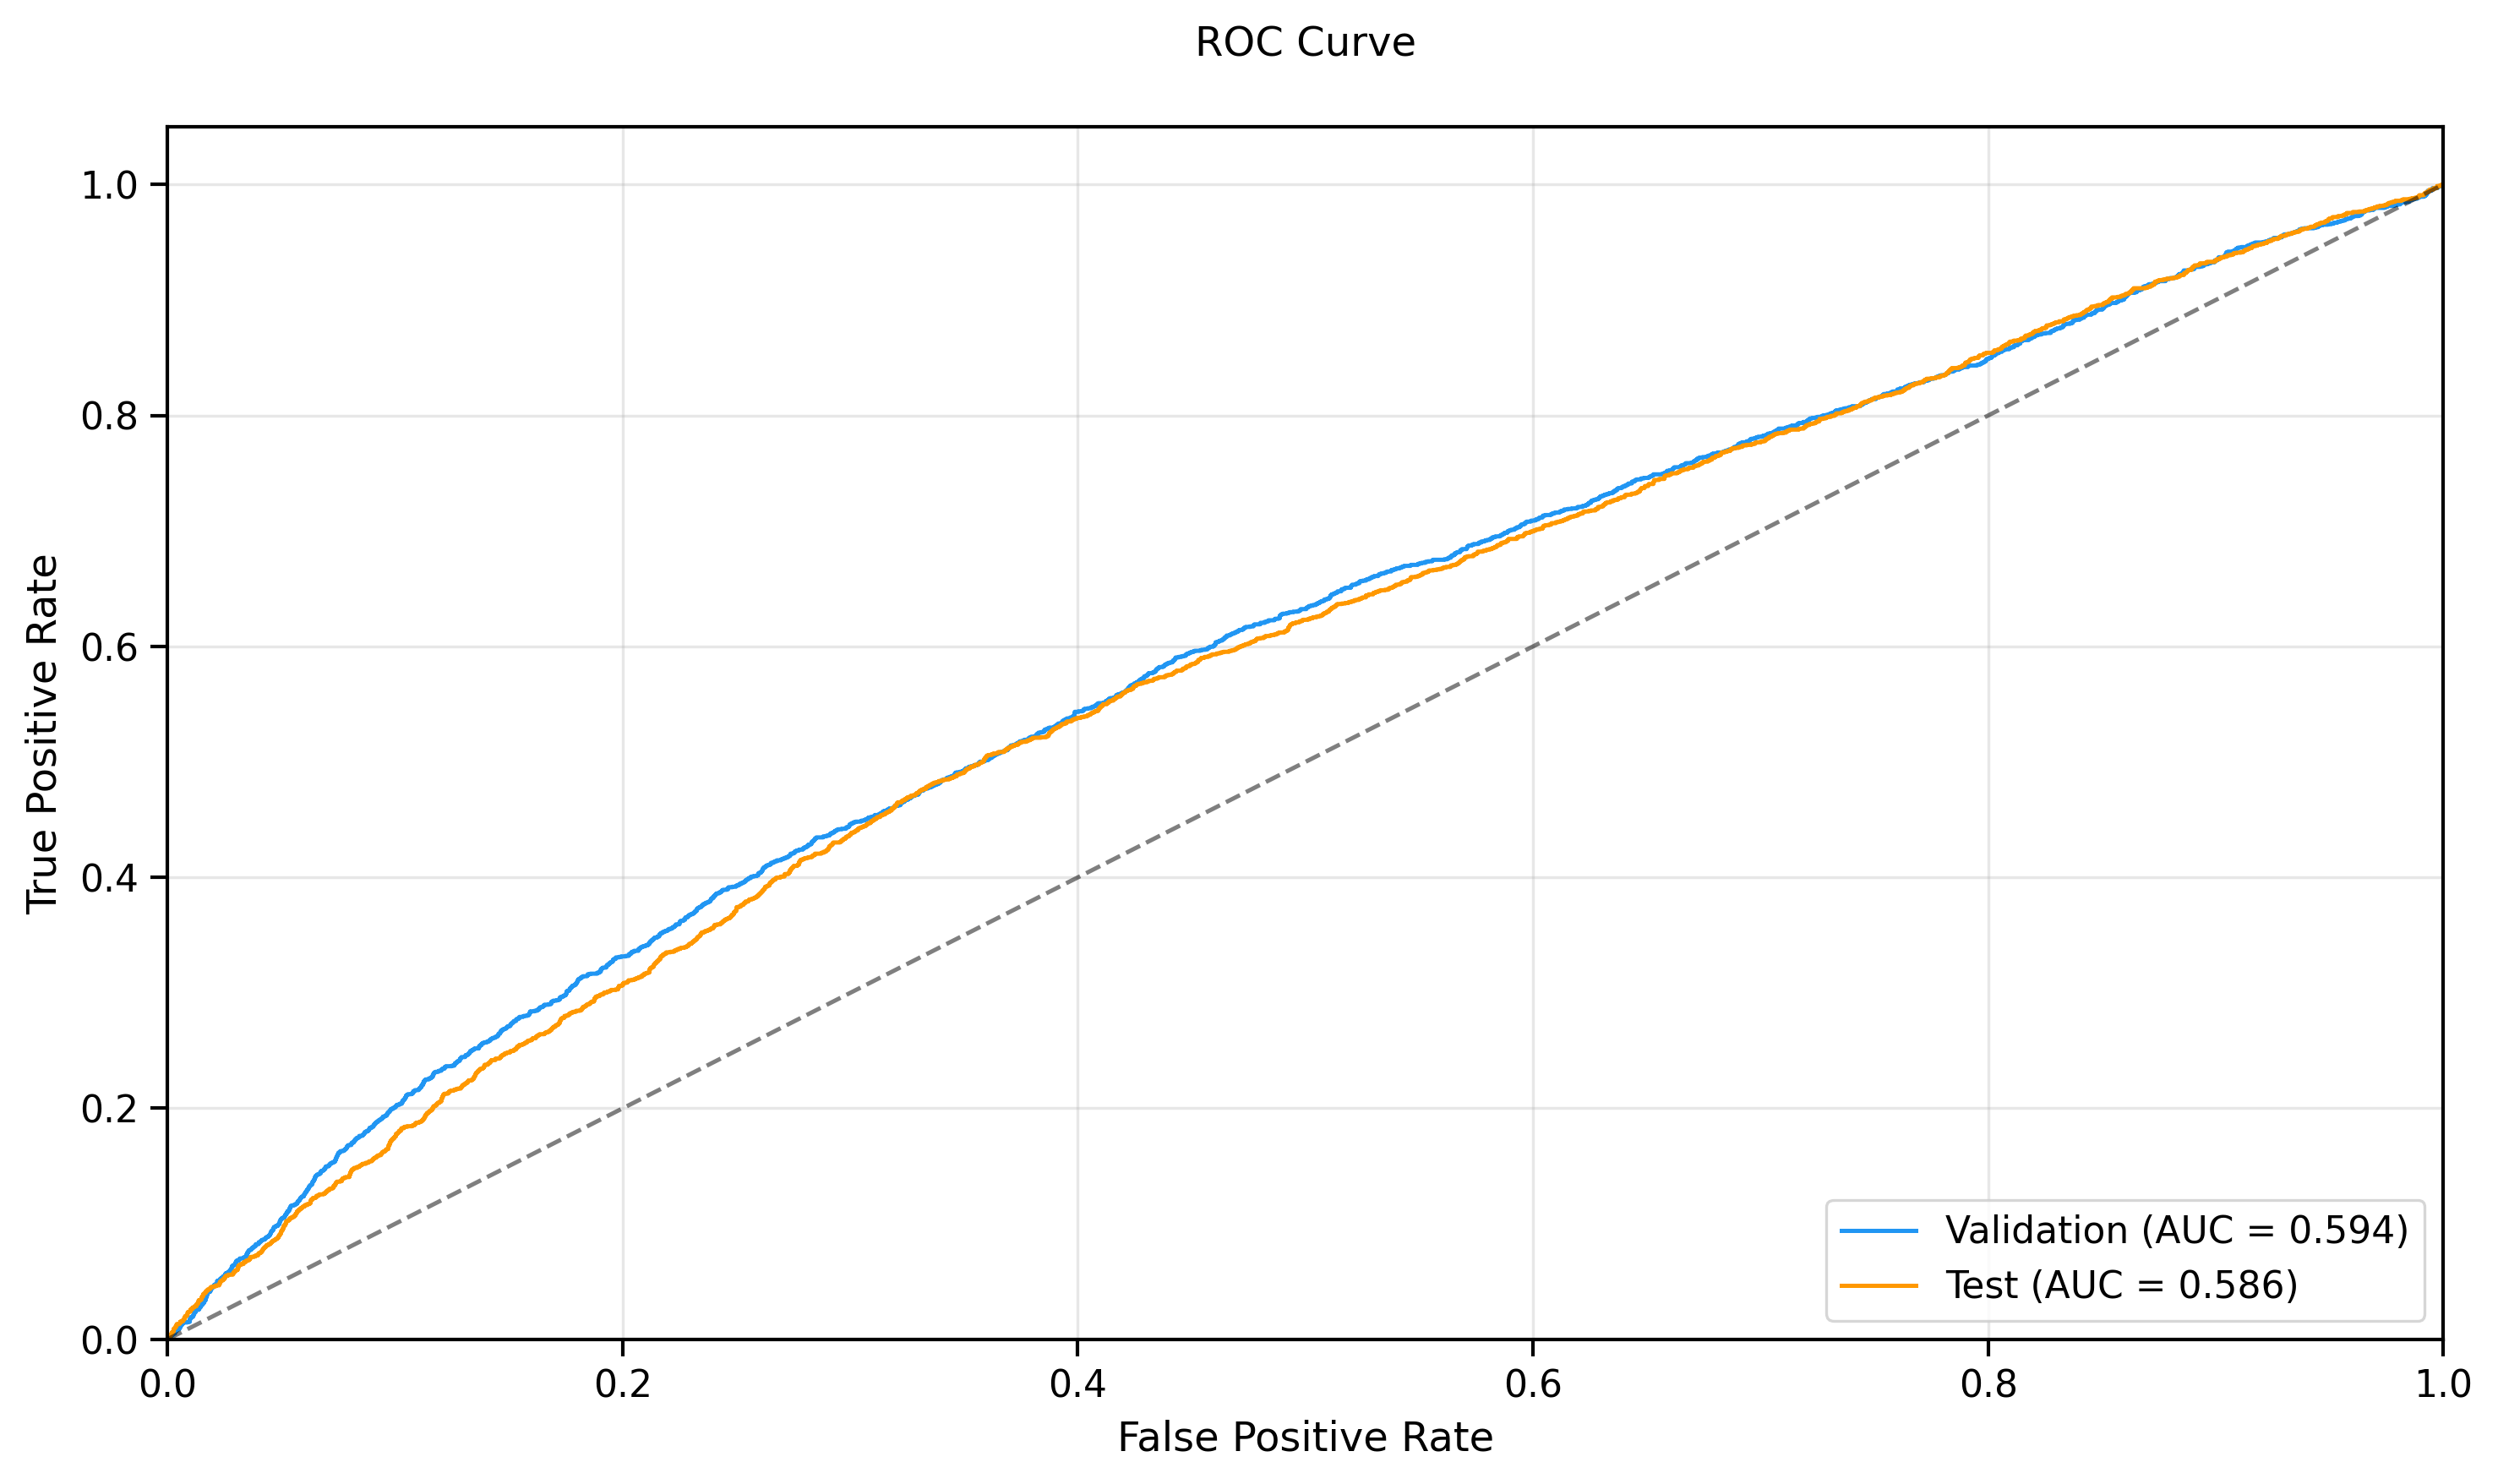 ROC Curve
True Positive Rate
1.0
0.8
0.6
0.4
0.2
0.0
Validation (AUC = 0.594)
Test (AUC = 0.586)
0.0 0.2 0.4 0.6 0.8 1.0
False Positive Rate